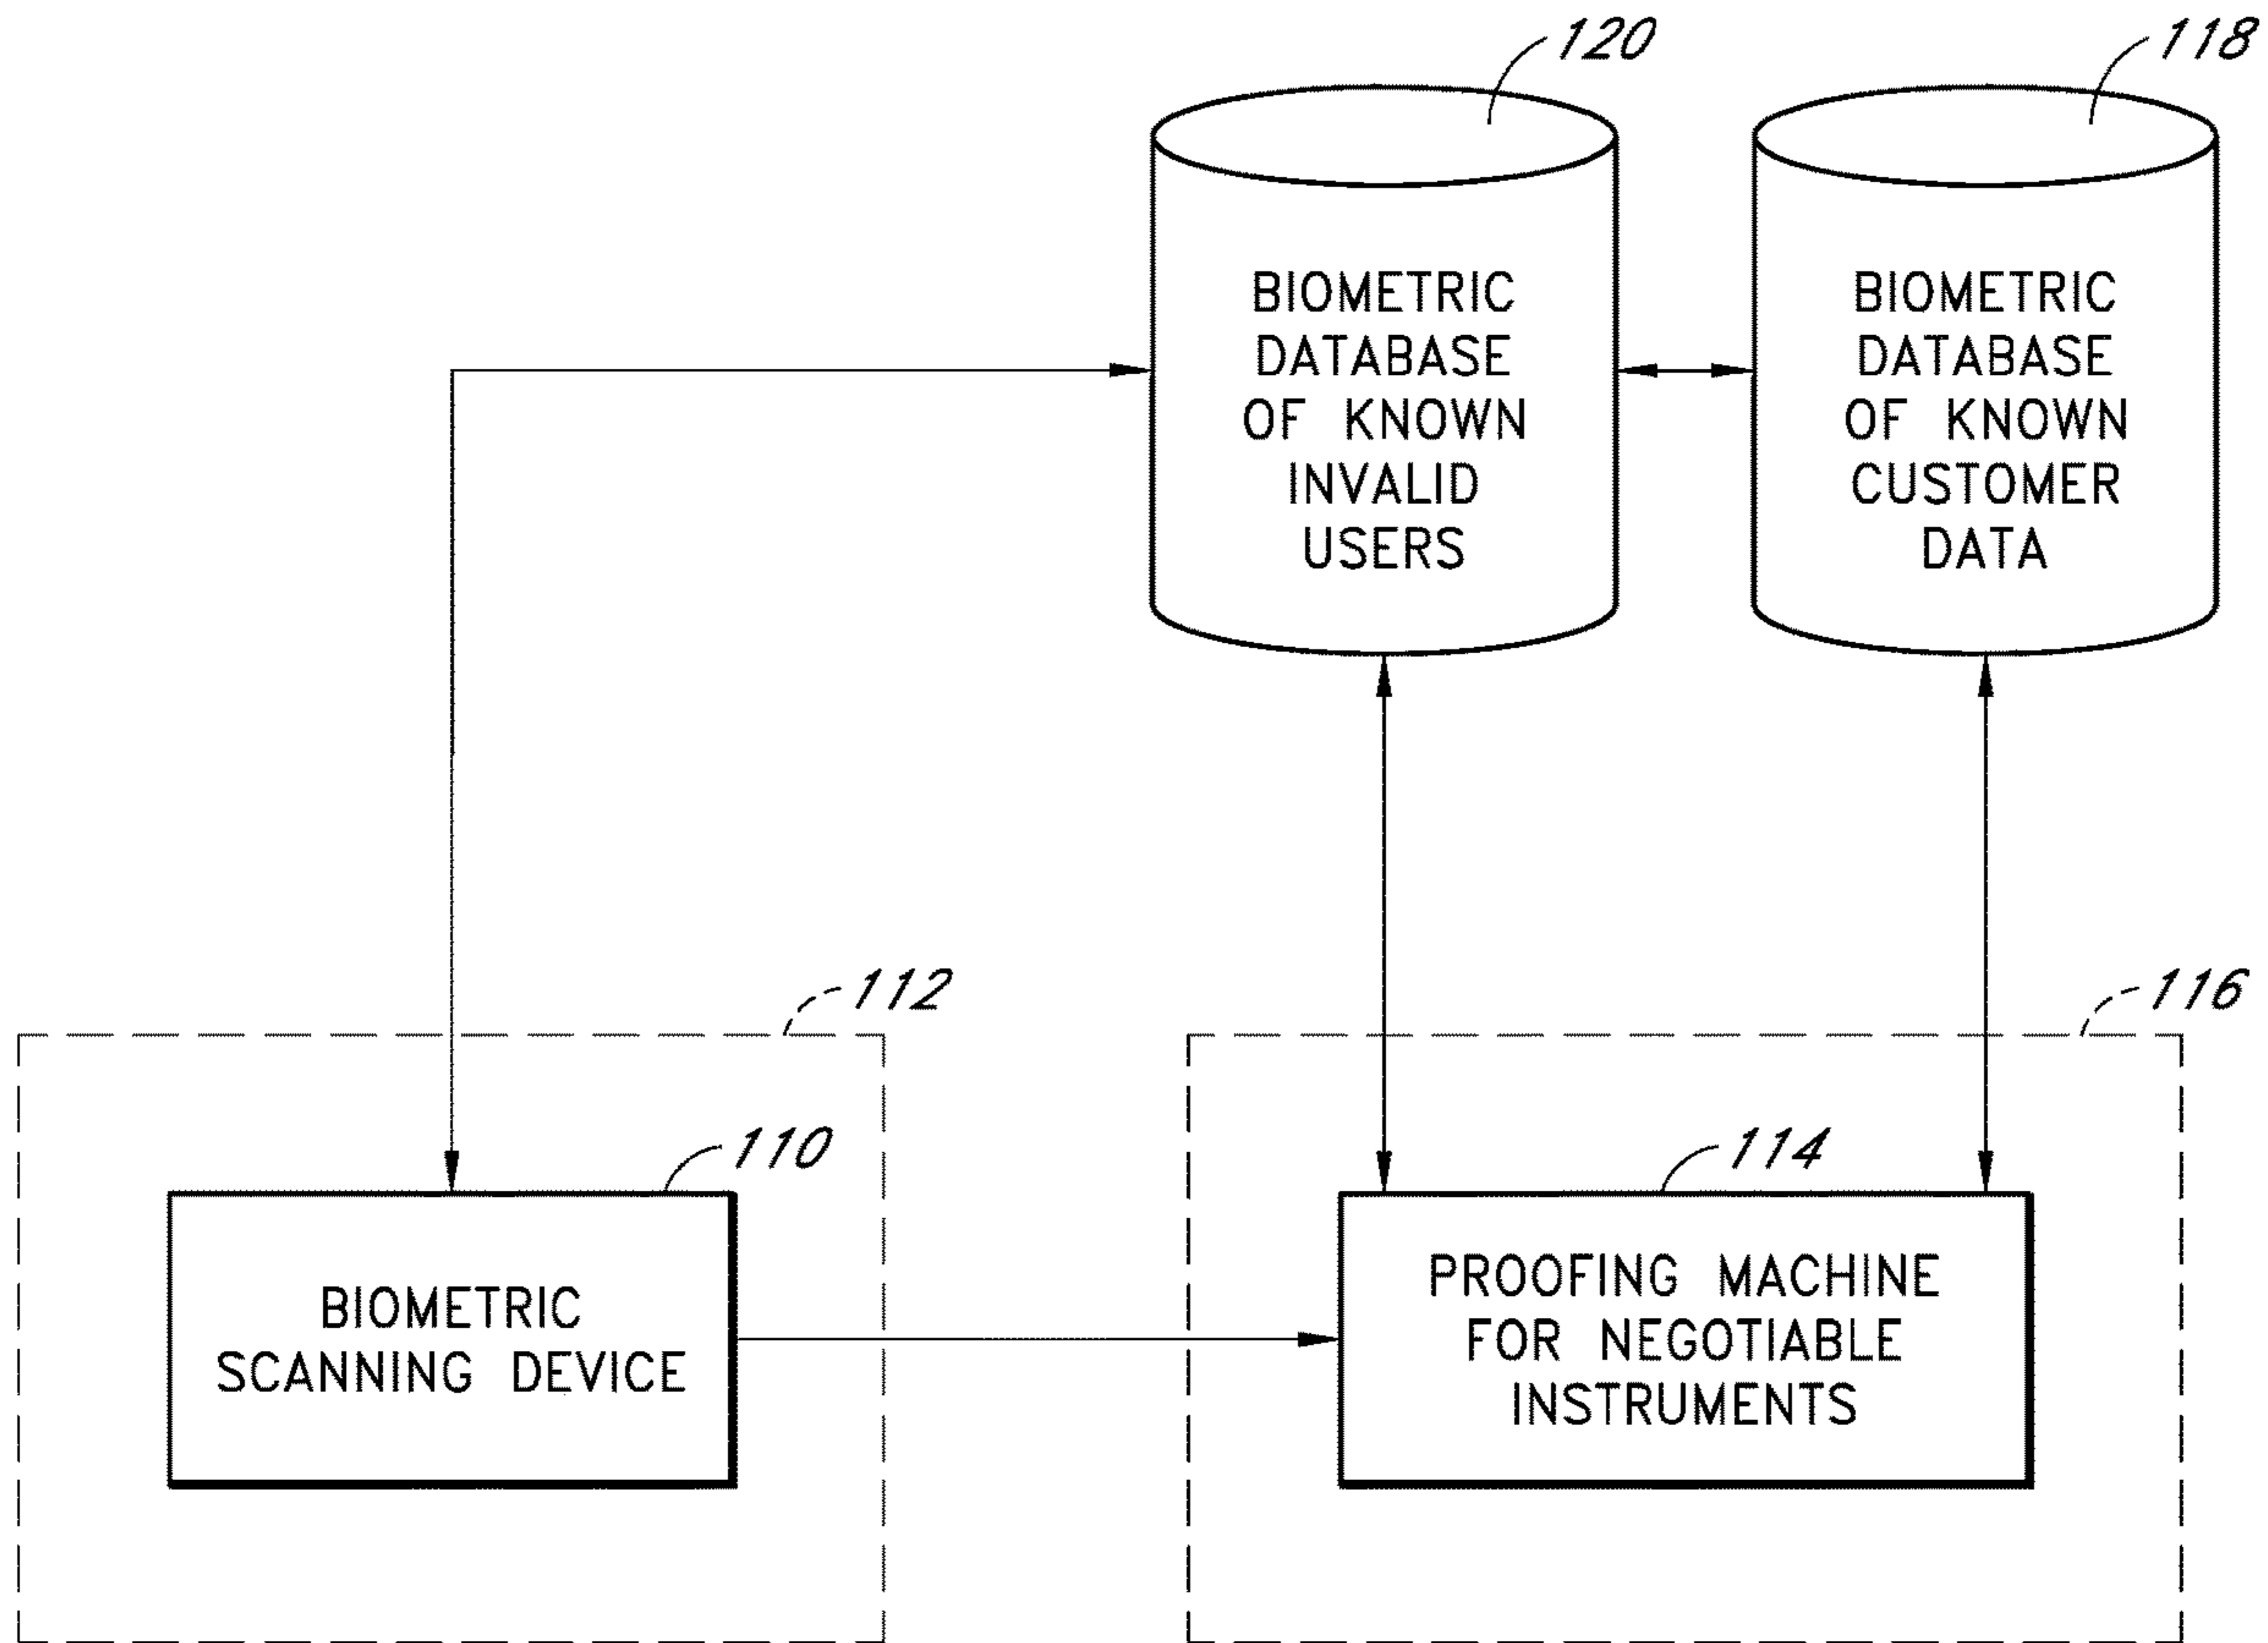 120
118
BIOMETRIC
DATABASE
OF KNOWN
INVALID
USERS
BIOMETRIC
DATABASE
OF KNOWN
CUSTOMER
DATA
112
116
110
114
BIOMETRIC
SCANNING DEVICE
PROOFING MACHINE
FOR NEGOTIABLE
INSTRUMENTS